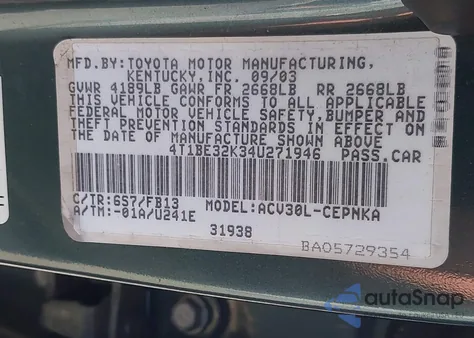 MFD.BY:TOYOTA MOTOR MANUFACTURING,
KENTUCKY,INC. 09/03
GVWR 4189LB GAWR FR 2668LB RR 2668LB
THIS VEHICLE CONFORMS TO ALL APPLICABLE
FEDERAL MOTOR VEHICLE SAFETY,BUMPER AND
THEFT PREVENTION STANDARDS IN EFFECT ON
THE DATE OF MANUFACTURE SHOWN ABOVE
4T1BE32K34U271946 PASS.CAR
C/TR:6S7/FB13 MODEL:ACV30L-CEPNKA
A/TM:-01A/U241E
31938
BA05729354
autoSnap